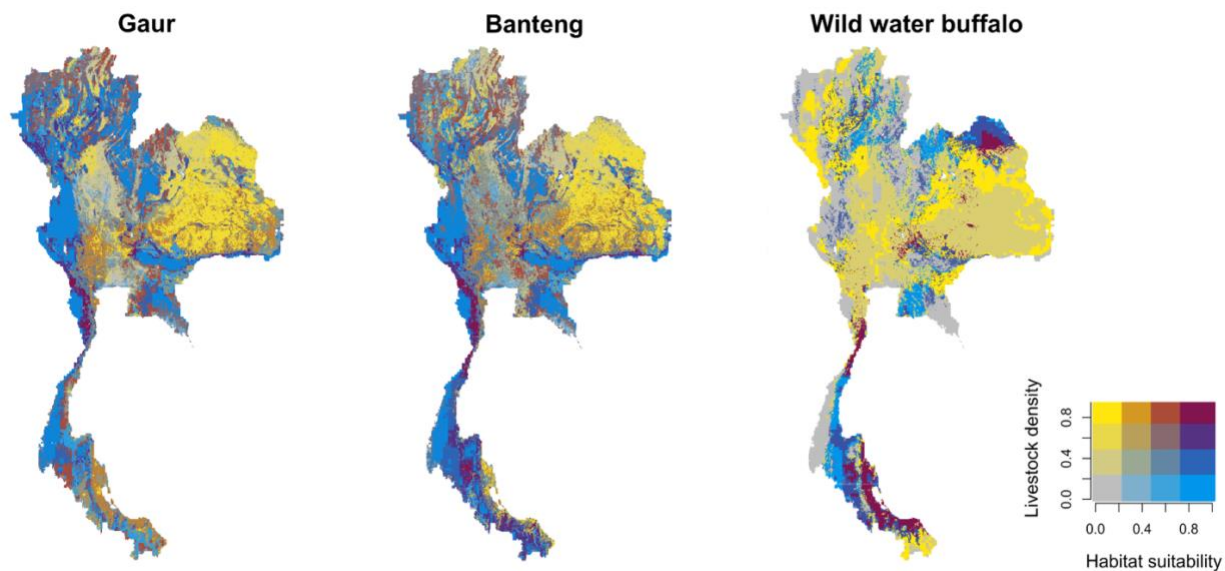 Gaur
Banteng
Wild water buffalo
Livestock density
0.8
0.4
0.0
0.0 0.4 0.8
Habitat suitability